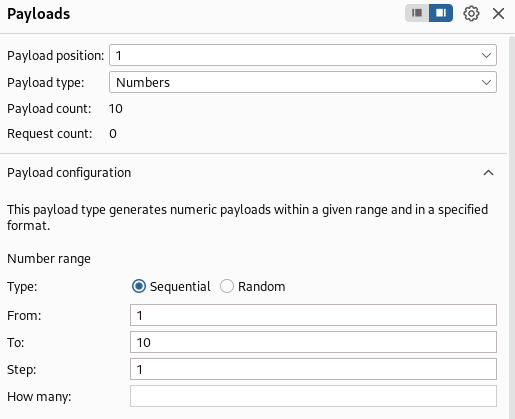 Payloads
Payload position: 1
Payload type: Numbers
Payload count: 10
Request count: 0
Payload configuration
This payload type generates numeric payloads within a given range and in a specified
format.
Number range
Type: Sequential Random
From: 1
To: 10
Step: 1
How many: